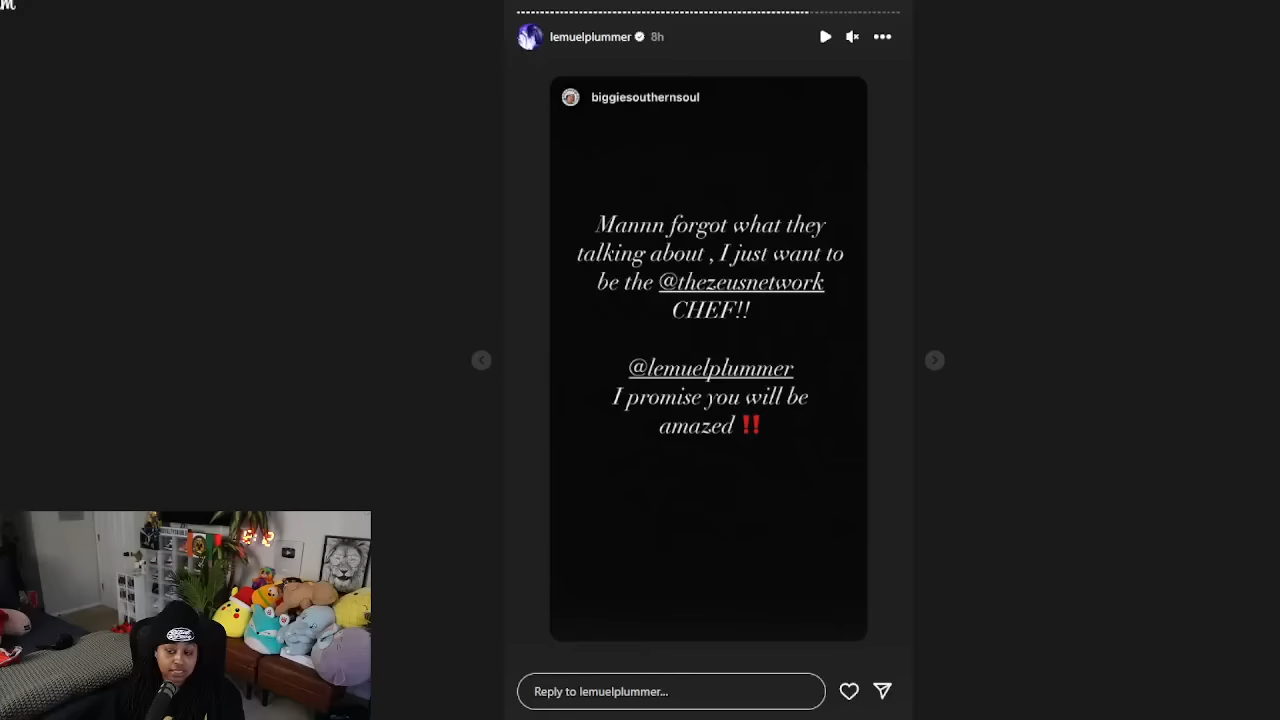 m
lemuelplummer 8h
biggiesouthernsoul
Mannn forgot what they
talking about , I just want to
be the @thezeusnetwork
CHEF!!
@lemuelplummer
I promise you will be
amazed ‼️
Reply to lemuelplummer...